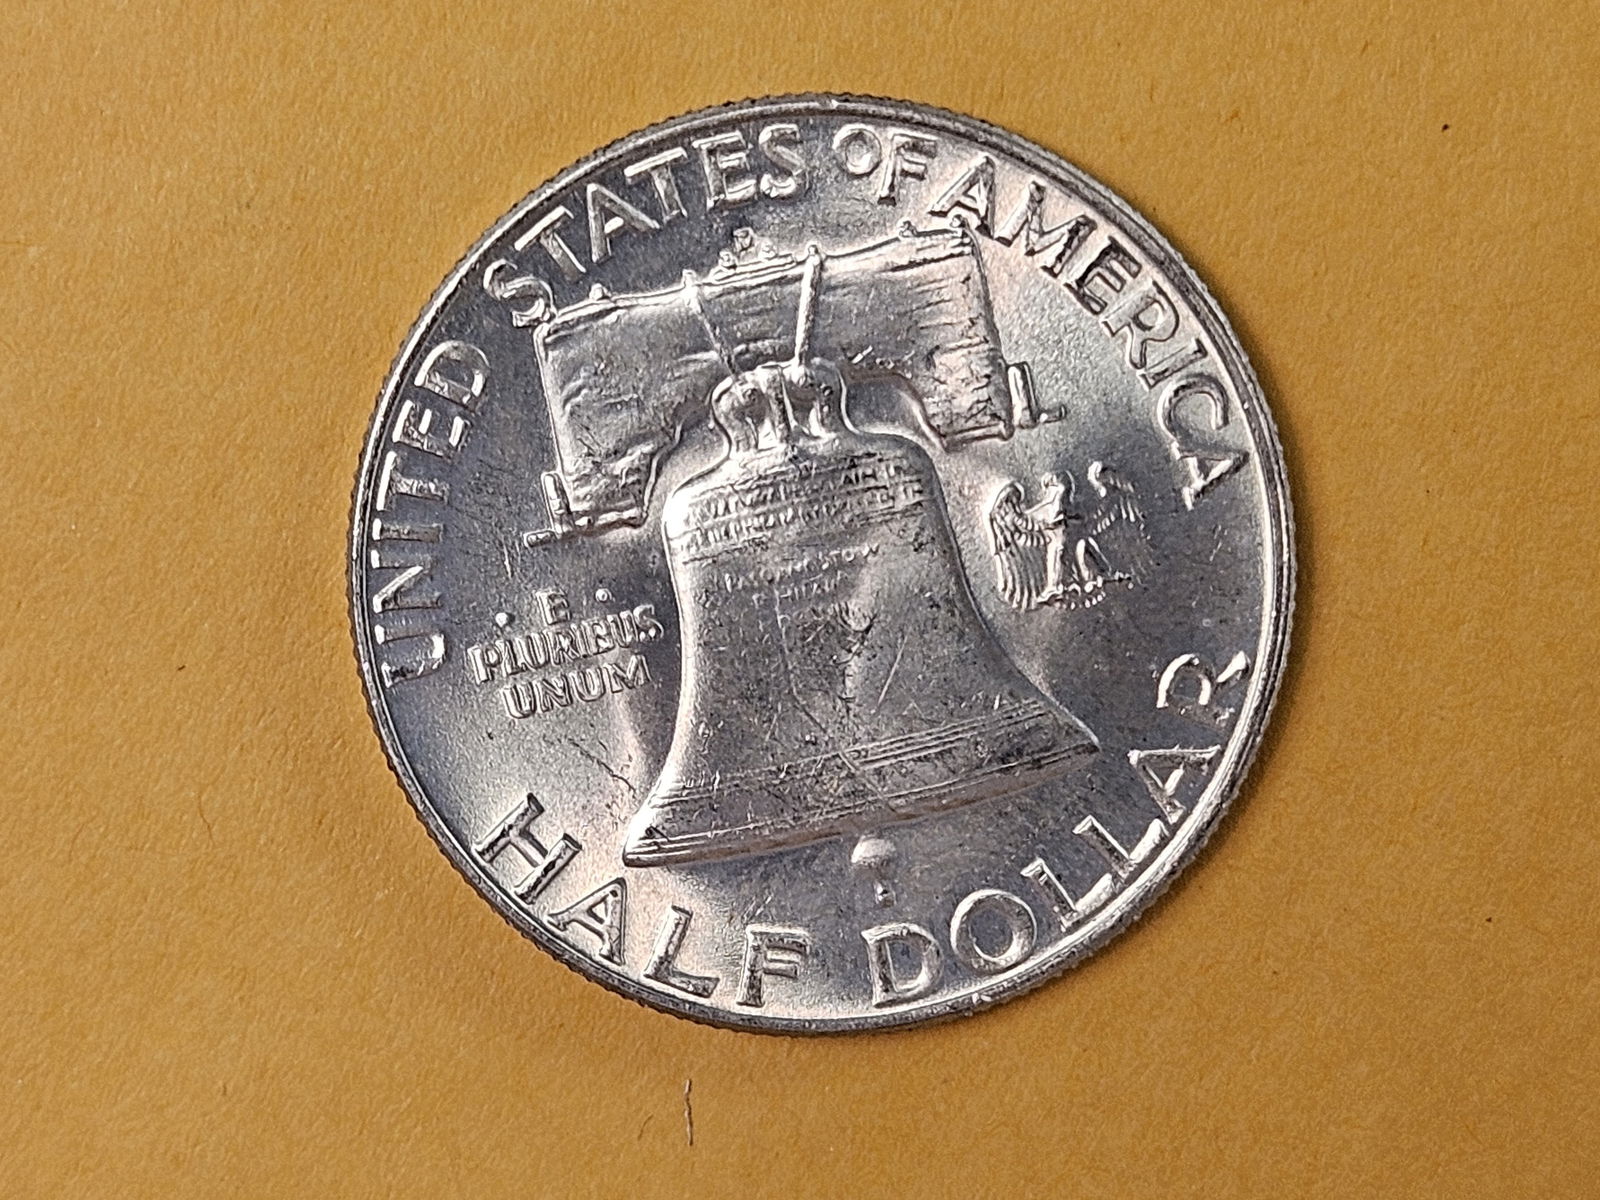 UNITED STATES OF AMERICA
E
PLURIBUS
UNUM
HALF DOLLAR